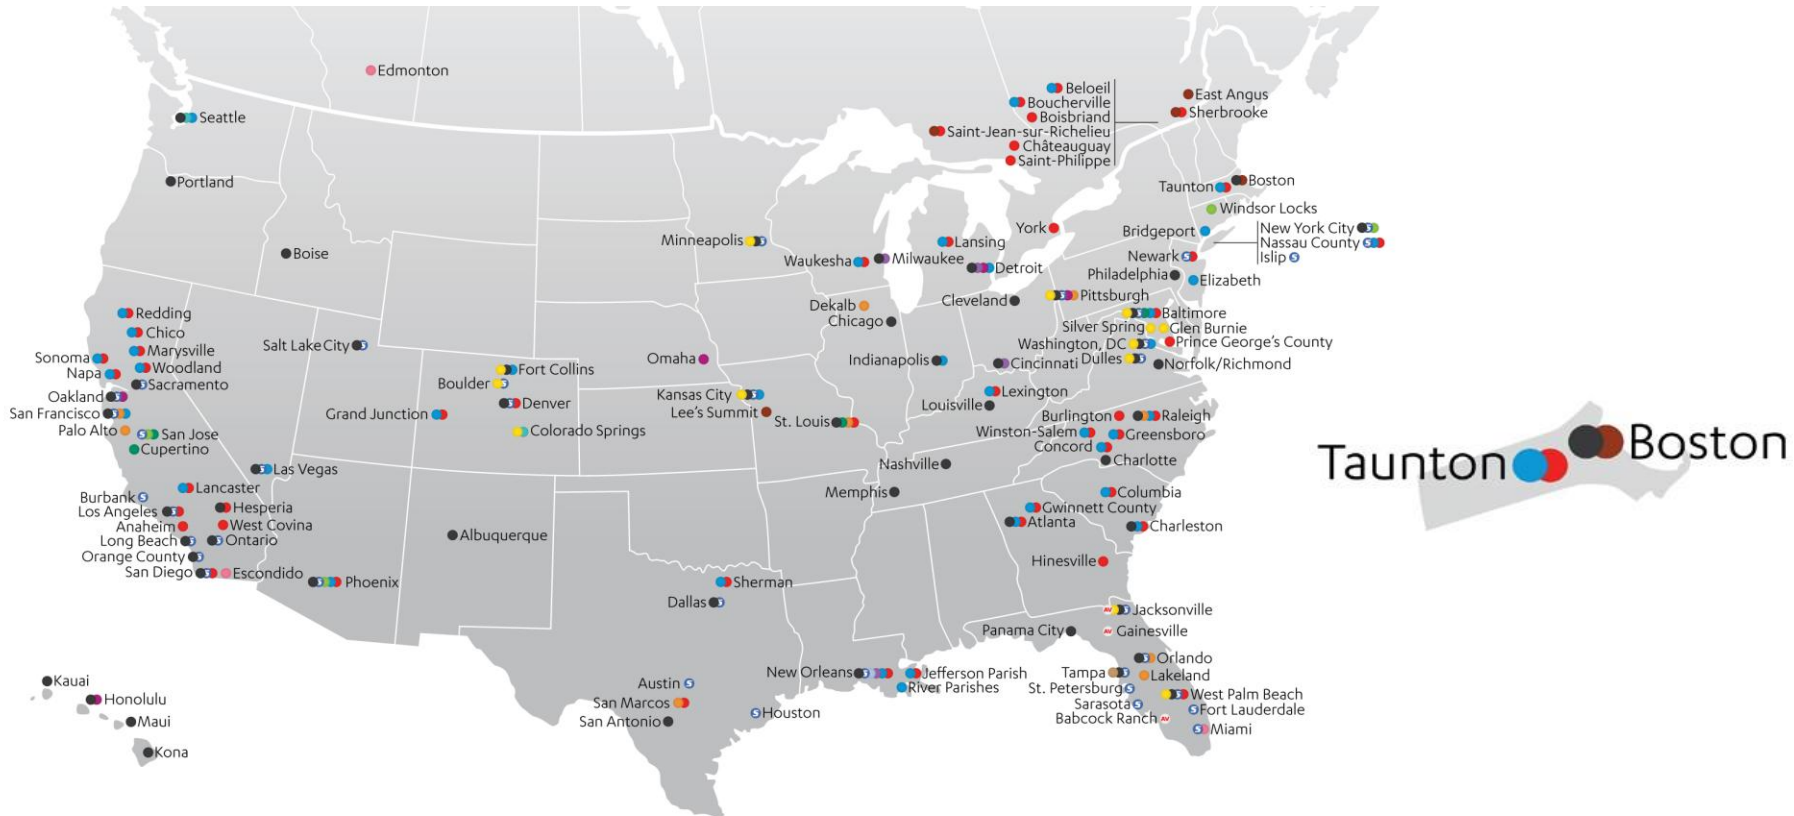 Edmonton
Seattle
Portland
Boise
Beloeil
Boucherville
Boisbriand
Saint-Jean-sur-Richelieu
Châteauguay
Saint-Philippe
East Angus
Sherbrooke
Taunton
Boston
Windsor Locks
York
Bridgeport
New York City
Nassau County
Islip
Newark
Philadelphia
Elizabeth
Minneapolis
Waukesha
Milwaukee
Lansing
Detroit
Cleveland
Pittsburgh
Dekalb
Chicago
Baltimore
Silver Spring
Glen Burnie
Washington, DC
Prince George's County
Dulles
Norfolk/Richmond
Redding
Chico
Marysville
Sonoma
Woodland
Napa
Sacramento
Oakland
San Francisco
Palo Alto
San Jose
Cupertino
Salt Lake City
Fort Collins
Boulder
Denver
Grand Junction
Colorado Springs
Omaha
Kansas City
Lee's Summit
St. Louis
Indianapolis
Cincinnati
Lexington
Louisville
Burlington
Raleigh
Winston-Salem
Greensboro
Concord
Charlotte
Nashville
Memphis
Las Vegas
Lancaster
Burbank
Los Angeles
Hesperia
Anaheim
West Covina
Long Beach
Ontario
Orange County
San Diego
Escondido
Phoenix
Albuquerque
Columbia
Gwinnett County
Atlanta
Charleston
Hinesville
Sherman
Dallas
AV
Jacksonville
Panama City
AV
Gainesville
Orlando
Tampa
Lakeland
St. Petersburg
West Palm Beach
Sarasota
Fort Lauderdale
Babcock Ranch
AV
Miami
New Orleans
Jefferson Parish
River Parishes
Austin
San Marcos
San Antonio
Houston
Kauai
Honolulu
Maui
Kona
Taunton
Boston